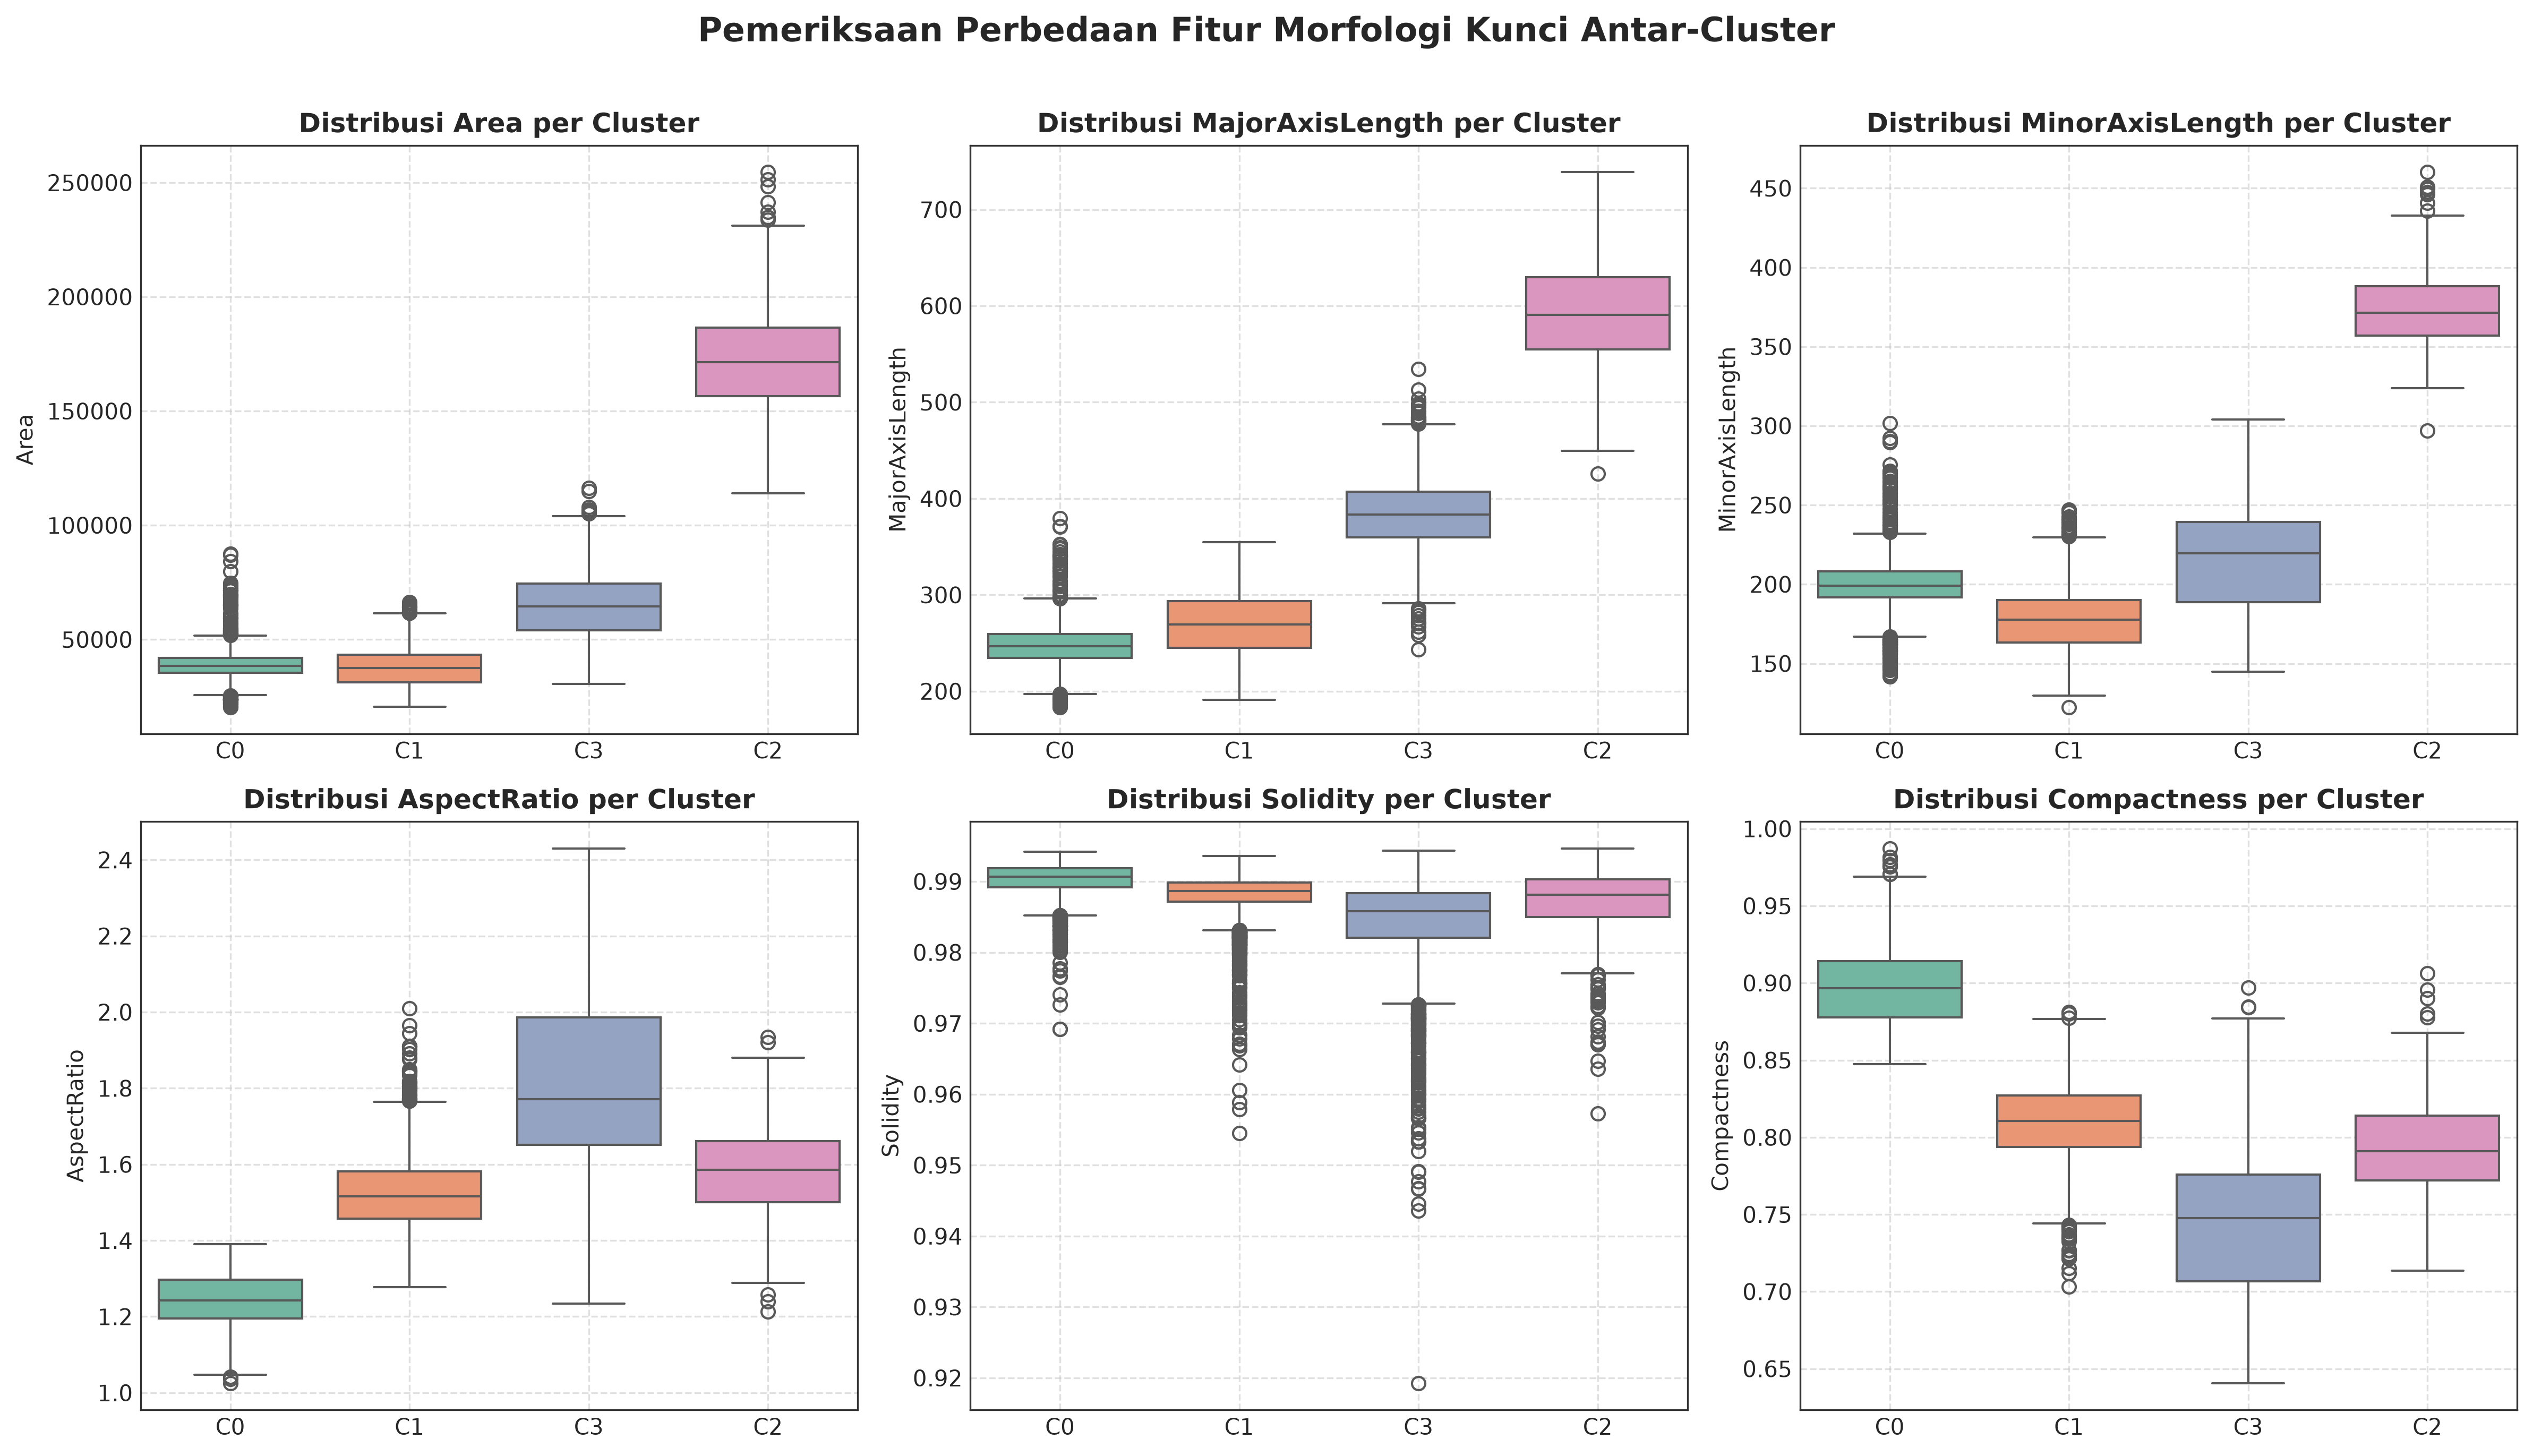 Pemeriksaan Perbedaan Fitur Morfologi Kunci Antar-Cluster
Distribusi Area per Cluster
Area
250000
200000
150000
100000
50000
C0 C1 C3 C2
Distribusi MajorAxisLength per Cluster
MajorAxisLength
700
600
500
400
300
200
C0 C1 C3 C2
Distribusi MinorAxisLength per Cluster
MinorAxisLength
450
400
350
300
250
200
150
C0 C1 C3 C2
Distribusi AspectRatio per Cluster
AspectRatio
2.4
2.2
2.0
1.8
1.6
1.4
1.2
1.0
C0 C1 C3 C2
Distribusi Solidity per Cluster
Solidity
0.99
0.98
0.97
0.96
0.95
0.94
0.93
0.92
C0 C1 C3 C2
Distribusi Compactness per Cluster
Compactness
1.00
0.95
0.90
0.85
0.80
0.75
0.70
0.65
C0 C1 C3 C2